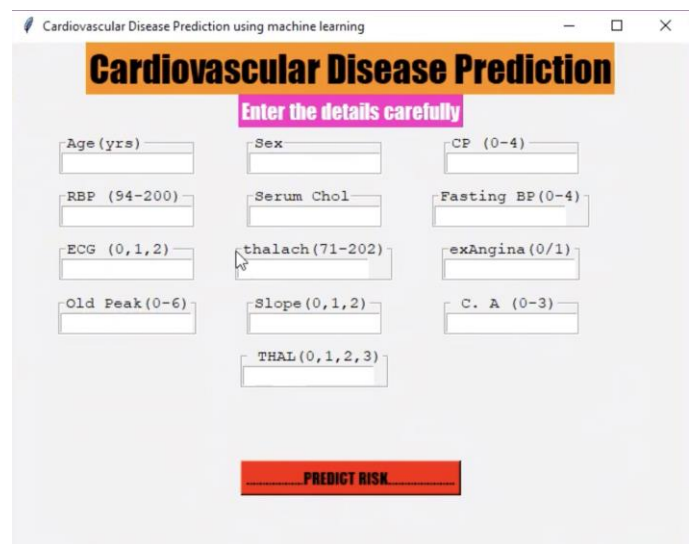 Cardiovascular Disease Prediction using machine learning
Cardiovascular Disease Prediction
Enter the details carefully
Age(yrs) Sex CP (0-4)
RBP (94-200) Serum Chol Fasting BP(0-4)
ECG (0,1,2) thalach(71-202) exAngina(0/1)
Old Peak(0-6) Slope(0,1,2) C. A (0-3)
THAL(0,1,2,3)
....................PREDICT RISK........................